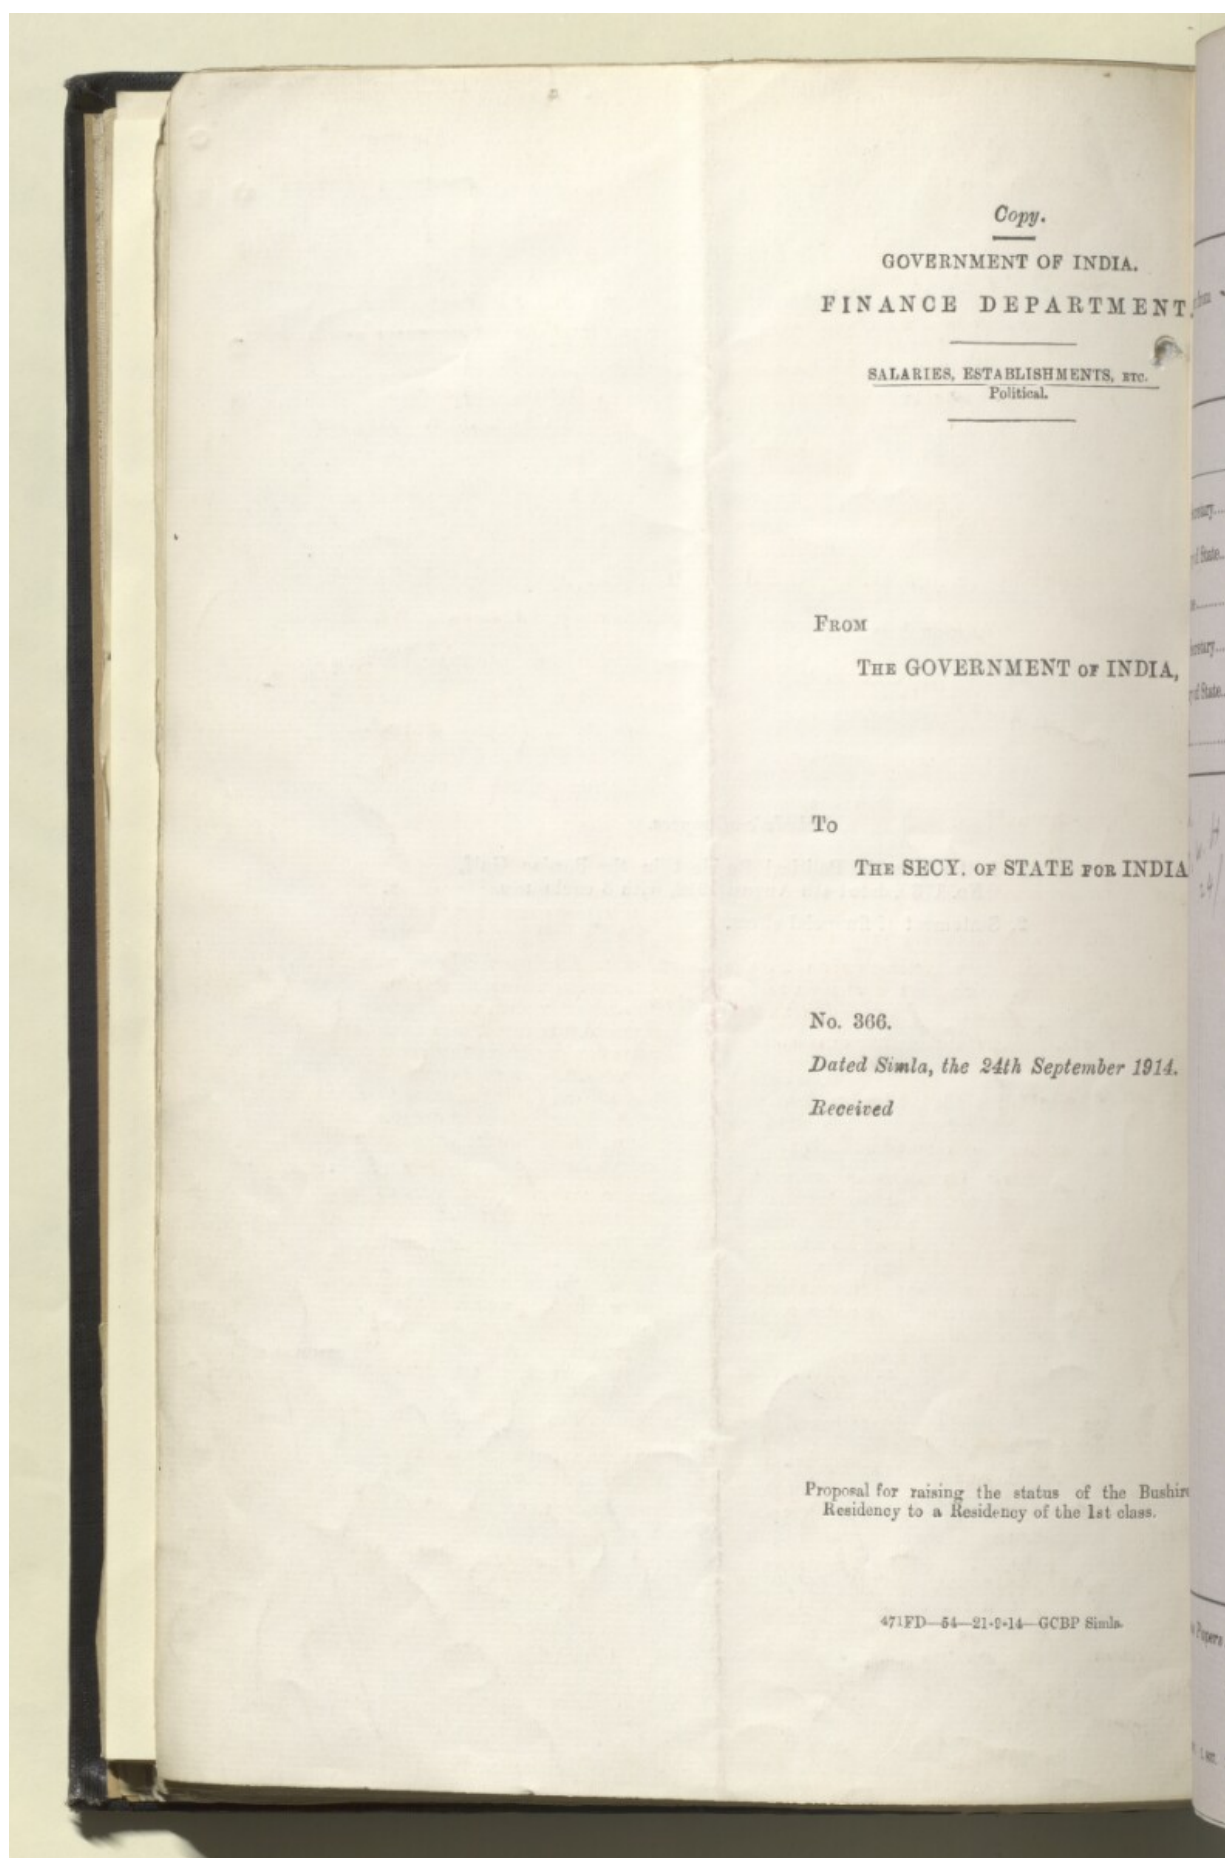 Copy.
GOVERNMENT OF INDIA.
FINANCE DEPARTMENT.
SALARIES, ESTABLISHMENTS, ETC.
Political.
FROM
THE GOVERNMENT OF INDIA,
To
THE SECY. OF STATE FOR INDIA
No. 366.
Dated Simla, the 24th September 1914.
Received
Proposal for raising the status of the Bushire
Residency to a Residency of the 1st class.
471FD—54—21-9-14—GCBP Simla.